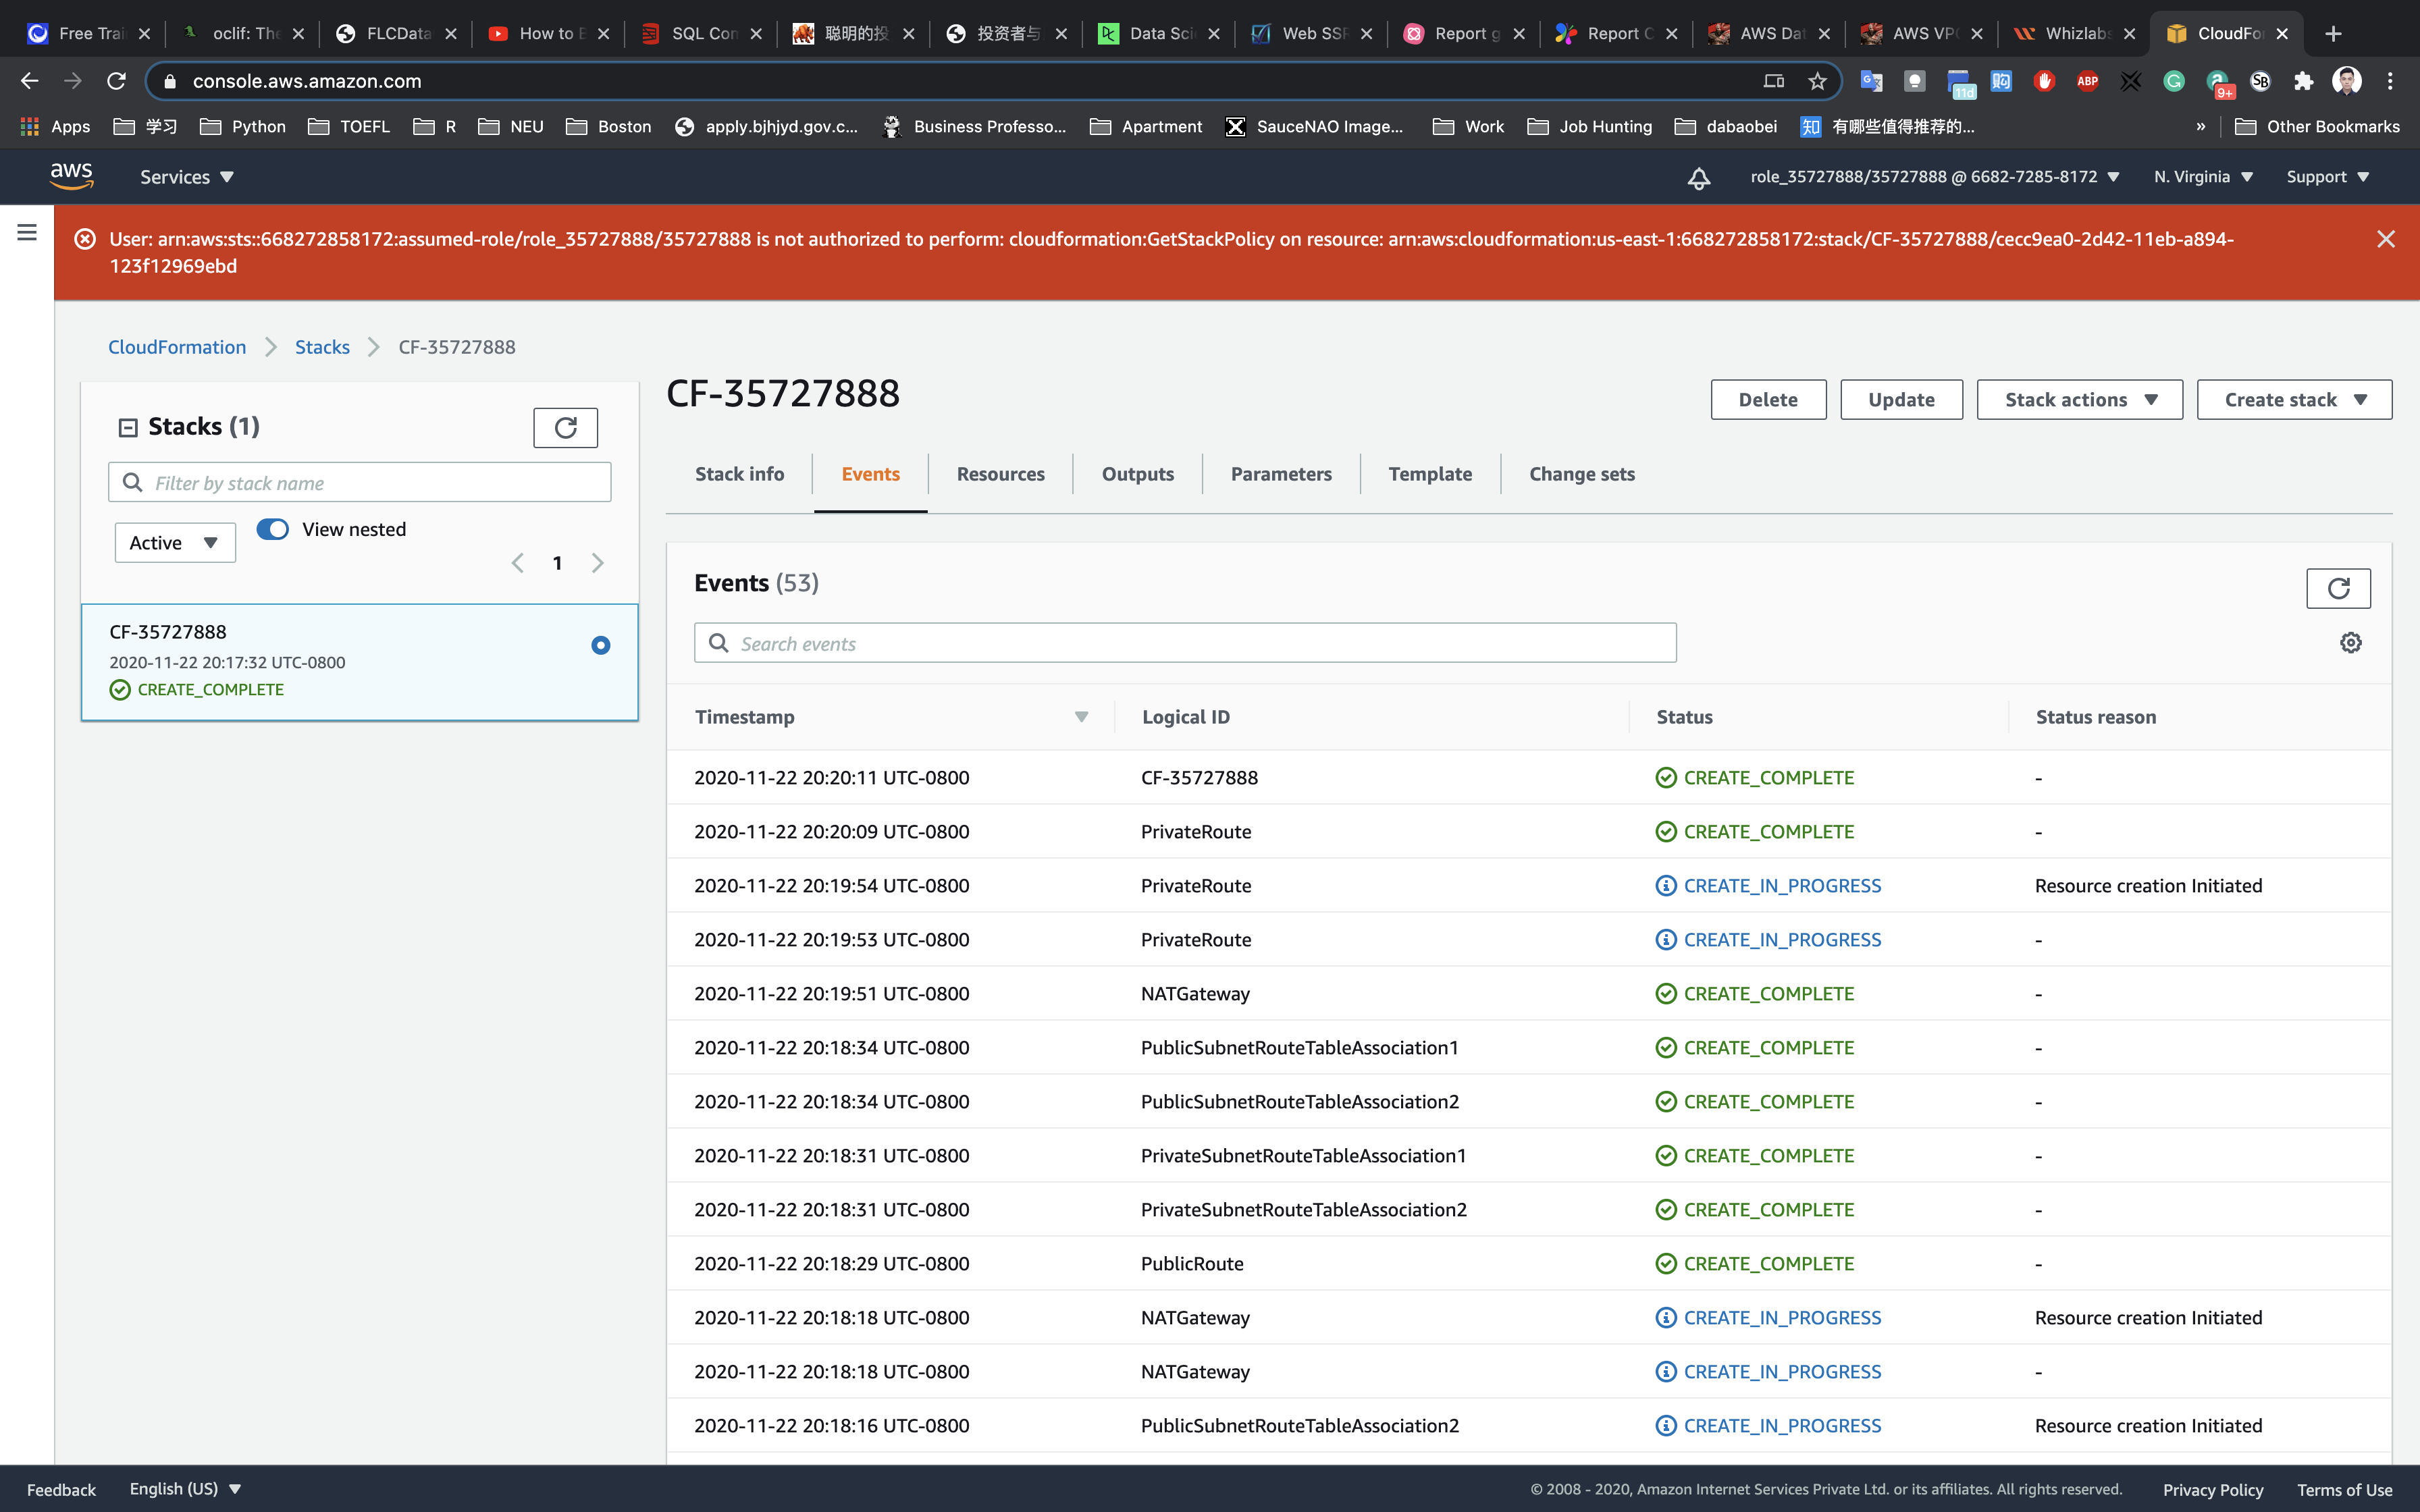 Free Trai
oclif: The
FLCData
How to B
SQL Con
聪明的投
投资者与
Data Sci
Web SSR
Report g
Report C
AWS Dat
AWS VPC
Whizlabs
CloudFo
console.aws.amazon.com
11d
ABP
9+
SB
Apps
学习
Python
TOEFL
R
NEU
Boston
apply.bjhjyd.gov.c...
Business Professo...
Apartment
SauceNAO Image...
Work
Job Hunting
dabaobei
知 有哪些值得推荐的...
»
Other Bookmarks
aws
Services
role_35727888/35727888 @ 6682-7285-8172
N. Virginia
Support
User: arn:aws:sts::668272858172:assumed-role/role_35727888/35727888 is not authorized to perform: cloudformation:GetStackPolicy on resource: arn:aws:cloudformation:us-east-1:668272858172:stack/CF-35727888/cecc9ea0-2d42-11eb-a894-
123f12969ebd
CloudFormation > Stacks > CF-35727888
Stacks (1)
Filter by stack name
Active
View nested
1
CF-35727888
2020-11-22 20:17:32 UTC-0800
CREATE_COMPLETE
CF-35727888
Delete
Update
Stack actions
Create stack
Stack info
Events
Resources
Outputs
Parameters
Template
Change sets
Events (53)
Search events
Timestamp Logical ID Status Status reason
2020-11-22 20:20:11 UTC-0800 CF-35727888 CREATE_COMPLETE -
2020-11-22 20:20:09 UTC-0800 PrivateRoute CREATE_COMPLETE -
2020-11-22 20:19:54 UTC-0800 PrivateRoute CREATE_IN_PROGRESS Resource creation Initiated
2020-11-22 20:19:53 UTC-0800 PrivateRoute CREATE_IN_PROGRESS -
2020-11-22 20:19:51 UTC-0800 NATGateway CREATE_COMPLETE -
2020-11-22 20:18:34 UTC-0800 PublicSubnetRouteTableAssociation1 CREATE_COMPLETE -
2020-11-22 20:18:34 UTC-0800 PublicSubnetRouteTableAssociation2 CREATE_COMPLETE -
2020-11-22 20:18:31 UTC-0800 PrivateSubnetRouteTableAssociation1 CREATE_COMPLETE -
2020-11-22 20:18:31 UTC-0800 PrivateSubnetRouteTableAssociation2 CREATE_COMPLETE -
2020-11-22 20:18:29 UTC-0800 PublicRoute CREATE_COMPLETE -
2020-11-22 20:18:18 UTC-0800 NATGateway CREATE_IN_PROGRESS Resource creation Initiated
2020-11-22 20:18:18 UTC-0800 NATGateway CREATE_IN_PROGRESS -
2020-11-22 20:18:16 UTC-0800 PublicSubnetRouteTableAssociation2 CREATE_IN_PROGRESS Resource creation Initiated
Feedback
English (US)
© 2008 - 2020, Amazon Internet Services Private Ltd. or its affiliates. All rights reserved.
Privacy Policy
Terms of Use